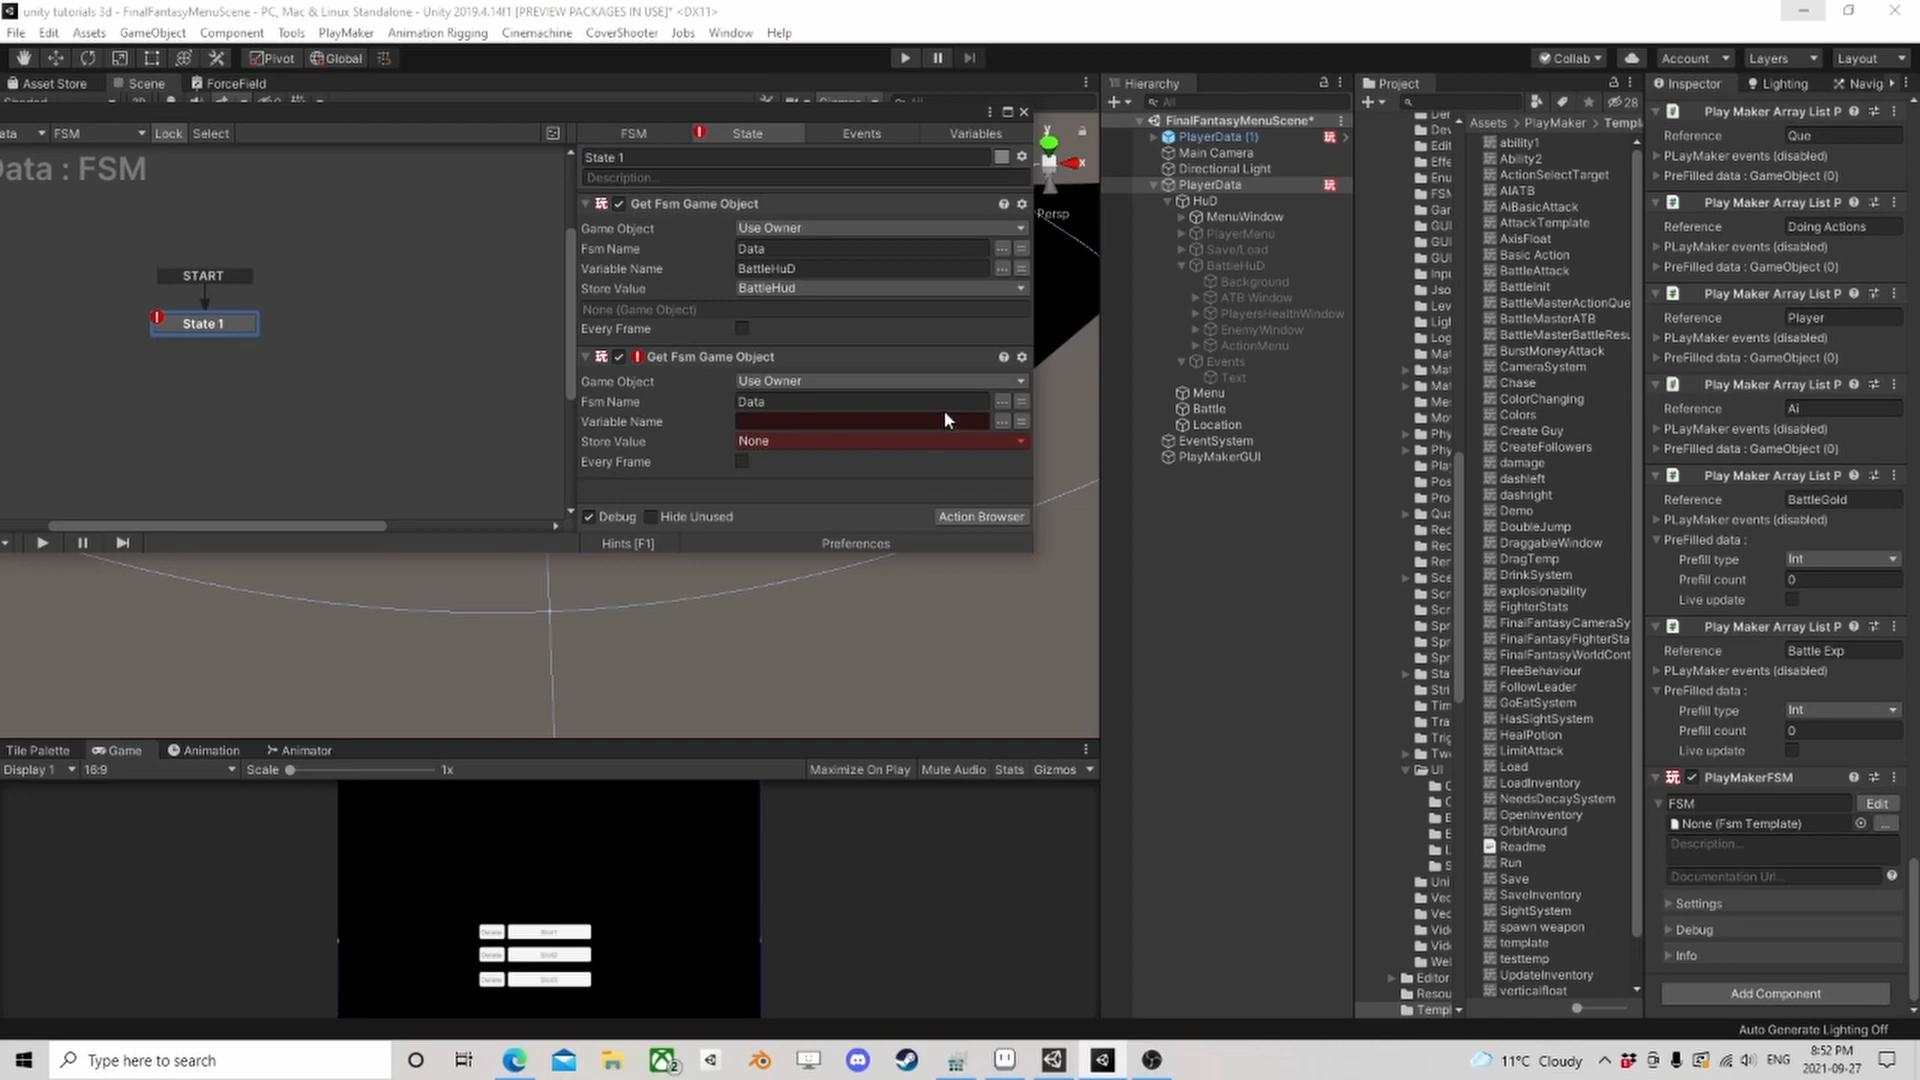 unity tutorials 3d - FinalFantasyMenuScene - PC, Mac & Linux Standalone - Unity 2019.4.14f1 [PREVIEW PACKAGES IN USE]* <DX11>
File Edit Assets GameObject Component Tools PlayMaker Animation Rigging Cinemachine CoverShooter Jobs Window Help
Pivot Global Collab Account Layers Layout
Asset Store Scene ForceField
FSM Lock Select
FSM State Events Variables
ata : FSM
START
State 1
State 1
Description...
Get Fsm Game Object
Game Object Use Owner
Fsm Name Data
Variable Name BattleHuD
Store Value BattleHud
None (Game Object)
Every Frame
Get Fsm Game Object
Game Object Use Owner
Fsm Name Data
Variable Name
Store Value None
Every Frame
Debug Hide Unused Action Browser
Hints [F1] Preferences
y
x
Persp
Tile Palette Game Animation Animator
Display 1 16:9 Scale 1x Maximize On Play Mute Audio Stats Gizmos
Hierarchy
All
FinalFantasyMenuScene*
PlayerData (1)
Main Camera
Directional Light
PlayerData
HuD
MenuWindow
PlayerMenu
Save/Load
BattleHuD
Background
ATB Window
PlayersHealthWindow
EnemyWindow
ActionMenu
Events
Text
Menu
Battle
Location
EventSystem
PlayMakerGUI
Project
28
Assets > PlayMaker > Templ
ability1
Ability2
ActionSelectTarget
AIATB
AiBasicAttack
AttackTemplate
AxisFloat
Basic Action
BattleAttack
BattleInit
BattleMasterActionQue
BattleMasterATB
BattleMasterBattleResu
BurstMoneyAttack
CameraSystem
Chase
ColorChanging
Colors
Create Guy
CreateFollowers
damage
dashleft
dashright
Demo
DoubleJump
DraggableWindow
DragTemp
DrinkSystem
explosionability
FighterStats
FinalFantasyCameraSy
FinalFantasyFighterSta
FinalFantasyWorldCont
FleeBehaviour
FollowLeader
GoEatSystem
HasSightSystem
HealPotion
LimitAttack
Load
LoadInventory
NeedsDecaySystem
OpenInventory
OrbitAround
Readme
Run
Save
SaveInventory
SightSystem
spawn weapon
template
testtemp
UpdateInventory
verticalfloat
UI
Editor
Resou
Templ
Inspector Lighting Navig
Play Maker Array List P
Reference Que
PLayMaker events (disabled)
PreFilled data : GameObject (0)
Play Maker Array List P
Reference Doing Actions
PLayMaker events (disabled)
PreFilled data : GameObject (0)
Play Maker Array List P
Reference Player
PLayMaker events (disabled)
PreFilled data : GameObject (0)
Play Maker Array List P
Reference Ai
PLayMaker events (disabled)
PreFilled data : GameObject (0)
Play Maker Array List P
Reference BattleGold
PLayMaker events (disabled)
PreFilled data :
Prefill type Int
Prefill count 0
Live update
Play Maker Array List P
Reference Battle Exp
PLayMaker events (disabled)
PreFilled data :
Prefill type Int
Prefill count 0
Live update
PlayMakerFSM
FSM Edit
None (Fsm Template)
Description...
Documentation Url...
Settings
Debug
Info
Add Component
Auto Generate Lighting Off
Type here to search
2
11°C Cloudy
ENG
8:52 PM
2021-09-27